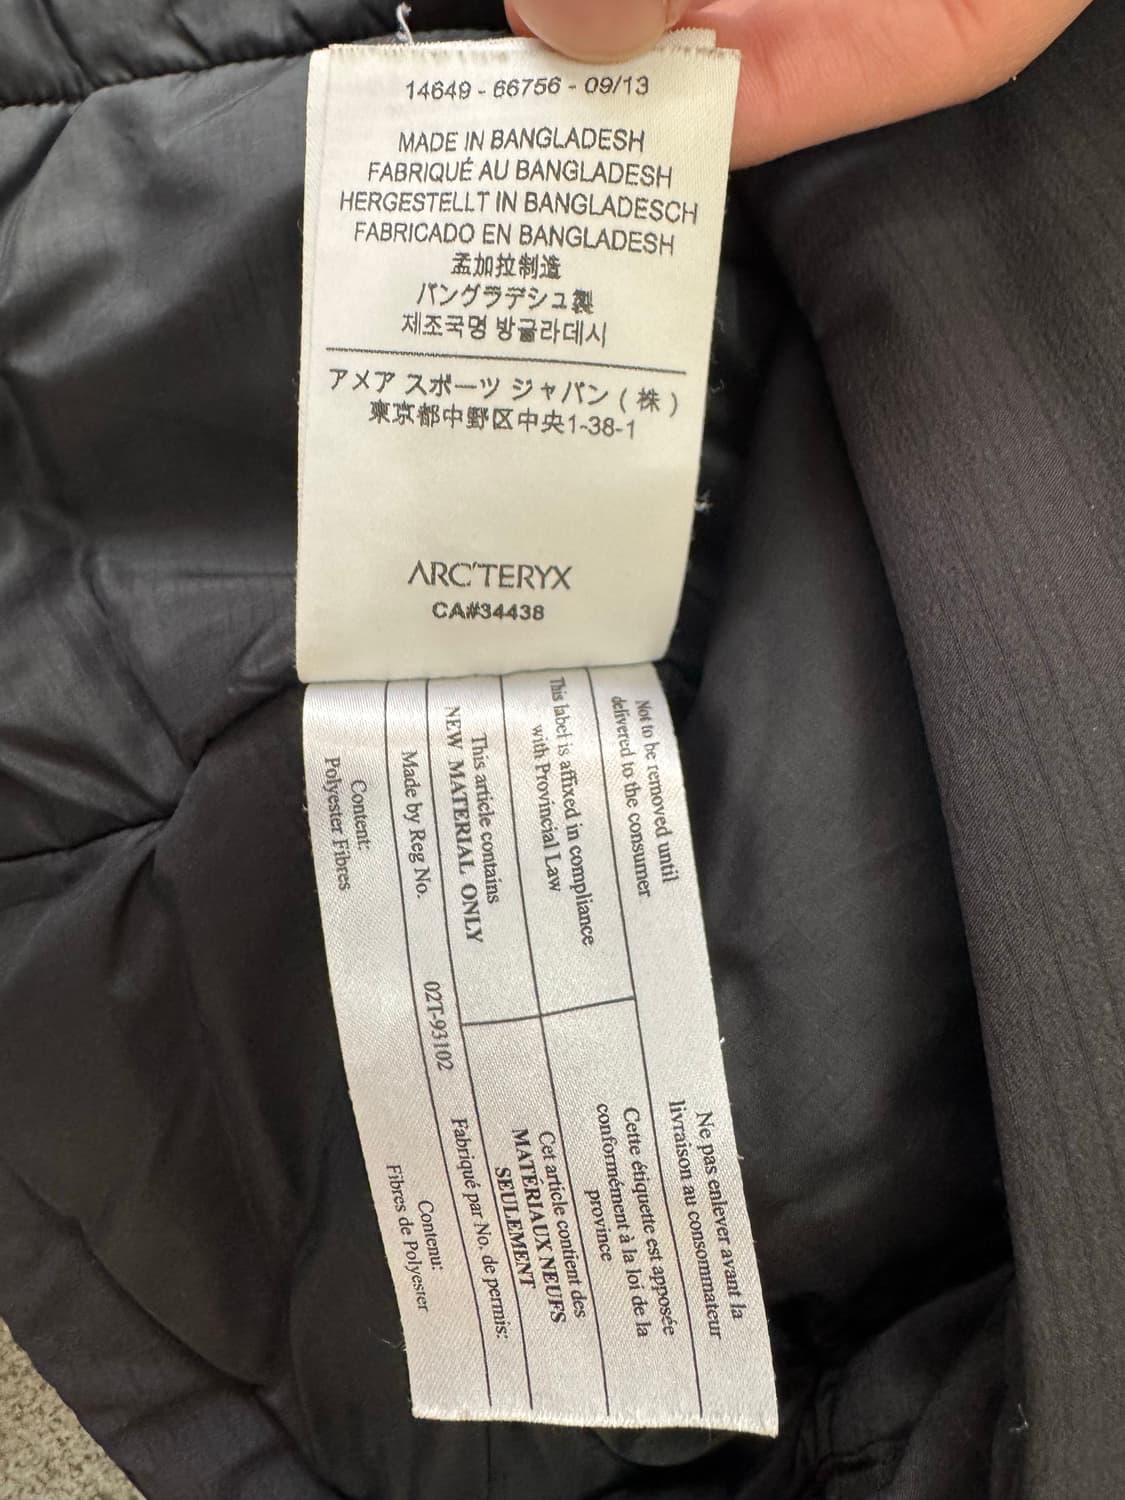 14649 - 66756 - 09/13
MADE IN BANGLADESH
FABRIQUÉ AU BANGLADESH
HERGESTELLT IN BANGLADESCH
FABRICADO EN BANGLADESH
孟加拉制造
バングラデシュ製
제조국명 방글라데시
アメア スポーツ ジャパン ( 株 )
東京都中野区中央1-38-1
ARC'TERYX
CA#34438
Not to be removed until
delivered to the consumer
Ne pas enlever avant la
livraison au consommateur
This label is affixed in compliance
with Provincial Law
Cette étiquette est apposée
conformément à la loi de la
province
This article contains
NEW MATERIAL ONLY
Cet article contient des
MATÉRIAUX NEUFS
SEULEMENT
Made by Reg No.
02T-93102
Fabriqué par No. de permis:
Content:
Polyester Fibres
Contenu:
Fibres de Polyester